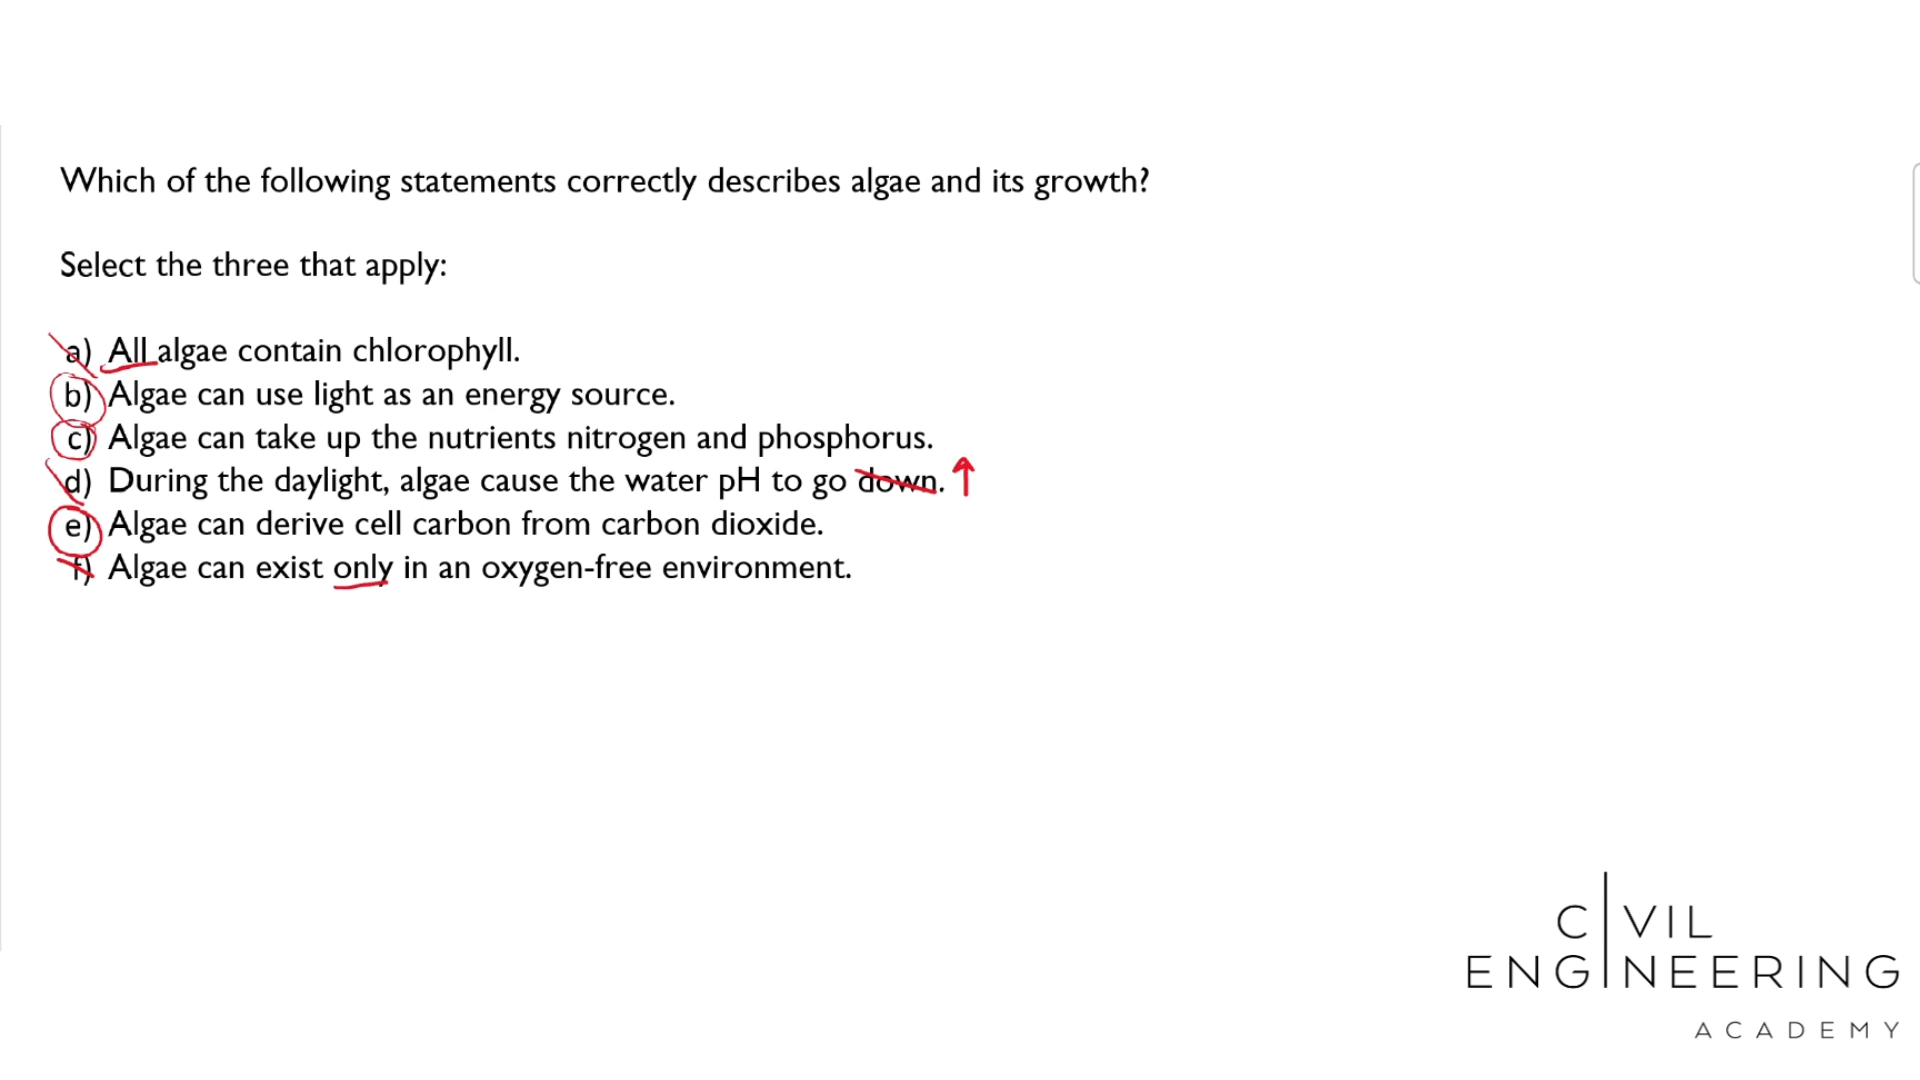 Which of the following statements correctly describes algae and its growth?
Select the three that apply:
a) All algae contain chlorophyll.
b) Algae can use light as an energy source.
c) Algae can take up the nutrients nitrogen and phosphorus.
d) During the daylight, algae cause the water pH to go down. ↑
e) Algae can derive cell carbon from carbon dioxide.
f) Algae can exist only in an oxygen-free environment.
CIVIL
ENGINEERING
ACADEMY